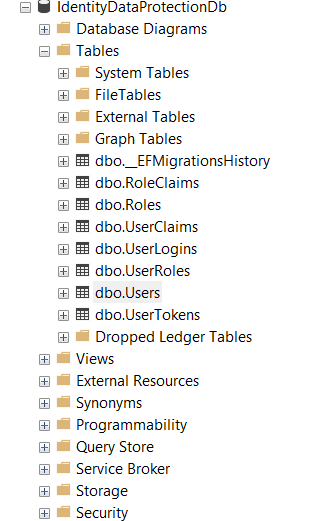 IdentityDataProtectionDb
Database Diagrams
Tables
System Tables
FileTables
External Tables
Graph Tables
dbo.__EFMigrationsHistory
dbo.RoleClaims
dbo.Roles
dbo.UserClaims
dbo.UserLogins
dbo.UserRoles
dbo.Users
dbo.UserTokens
Dropped Ledger Tables
Views
External Resources
Synonyms
Programmability
Query Store
Service Broker
Storage
Security